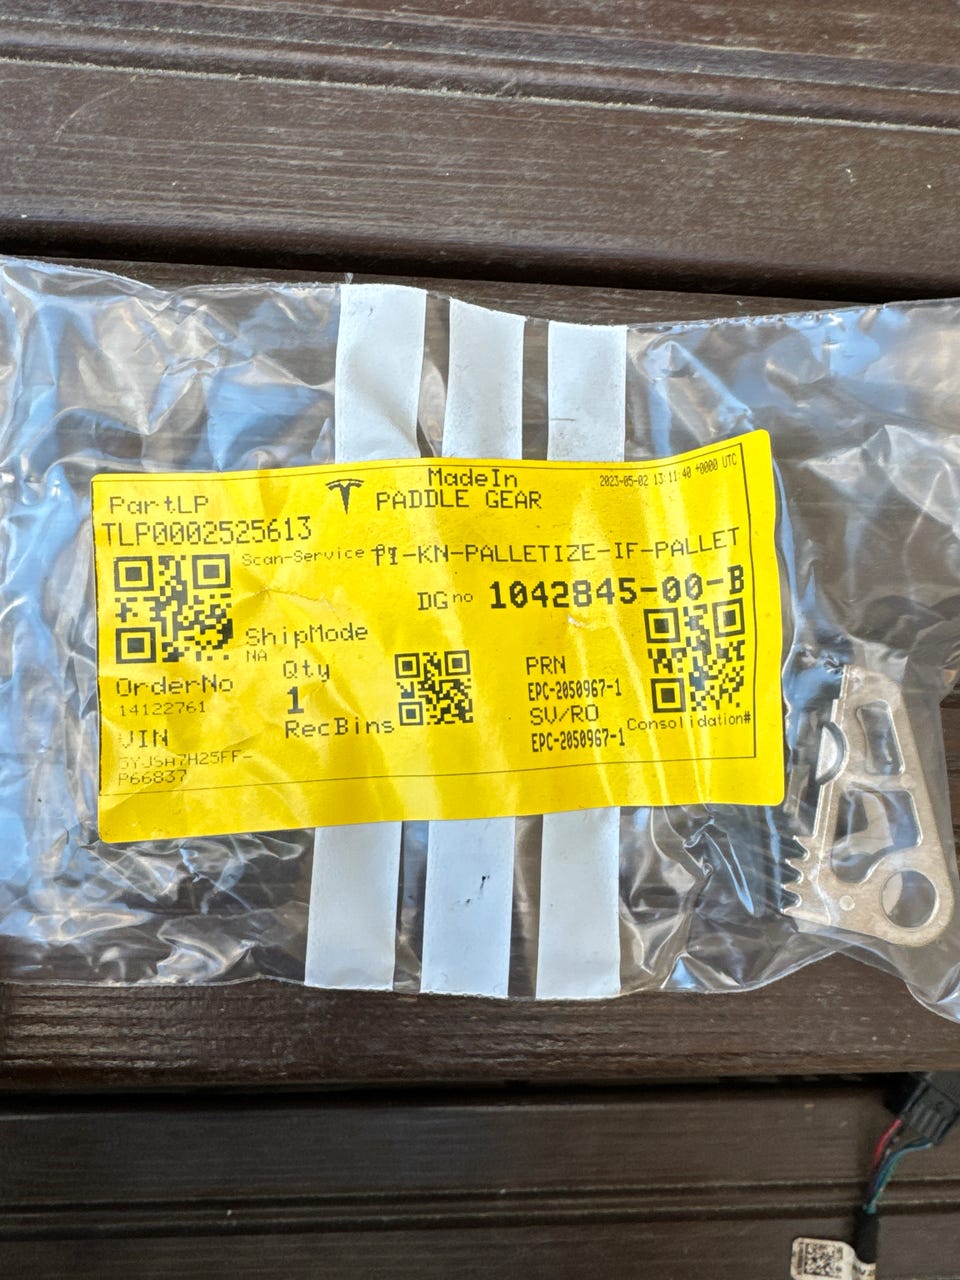 MadeIn
2023-05-02 13:11:40 +0000 UTC
PartLP
PADDLE GEAR
TLP0002525613
Scan-Service
-KN-PALLETIZE-IF-PALLET
DG no 1042845-00-B
ShipMode
NA
Qty
PRN
OrderNo
1
EPC-2050967-1
14122761
SV/RO
RecBins
Consolidation#
VIN
EPC-2050967-1
5YJSA7H25FF-
P66837